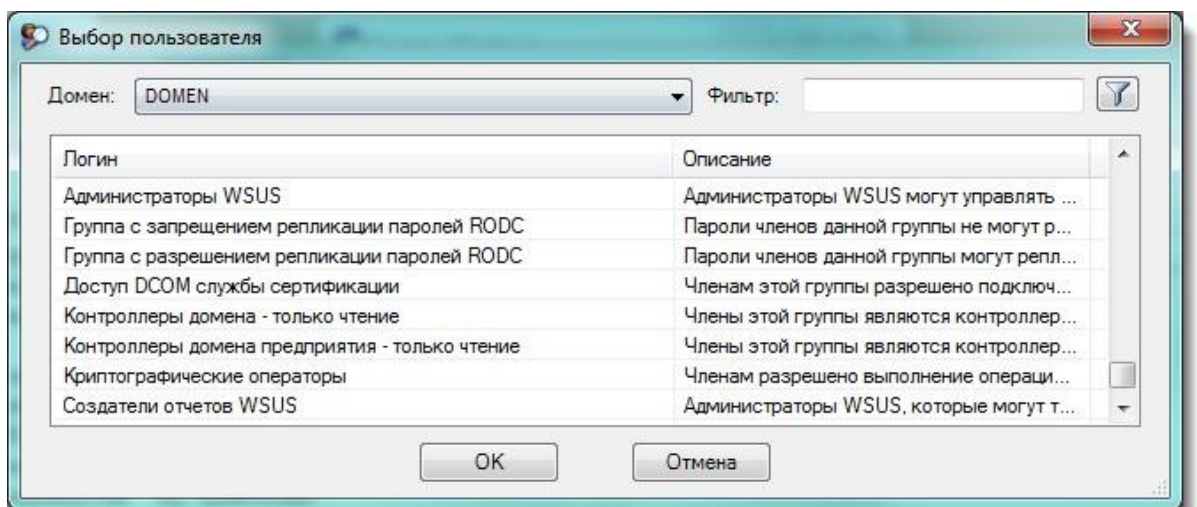 Выбор пользователя
Домен: DOMEN Фильтр:
Логин Описание
Администраторы WSUS Администраторы WSUS могут управлять ...
Группа с запрещением репликации паролей RODC Пароли членов данной группы не могут р...
Группа с разрешением репликации паролей RODC Пароли членов данной группы могут репл...
Доступ DCOM службы сертификации Членам этой группы разрешено подключ...
Контроллеры домена - только чтение Члены этой группы являются контроллер...
Контроллеры домена предприятия - только чтение Члены этой группы являются контроллер...
Криптографические операторы Членам разрешено выполнение операци...
Создатели отчетов WSUS Администраторы WSUS, которые могут т...
OK Отмена